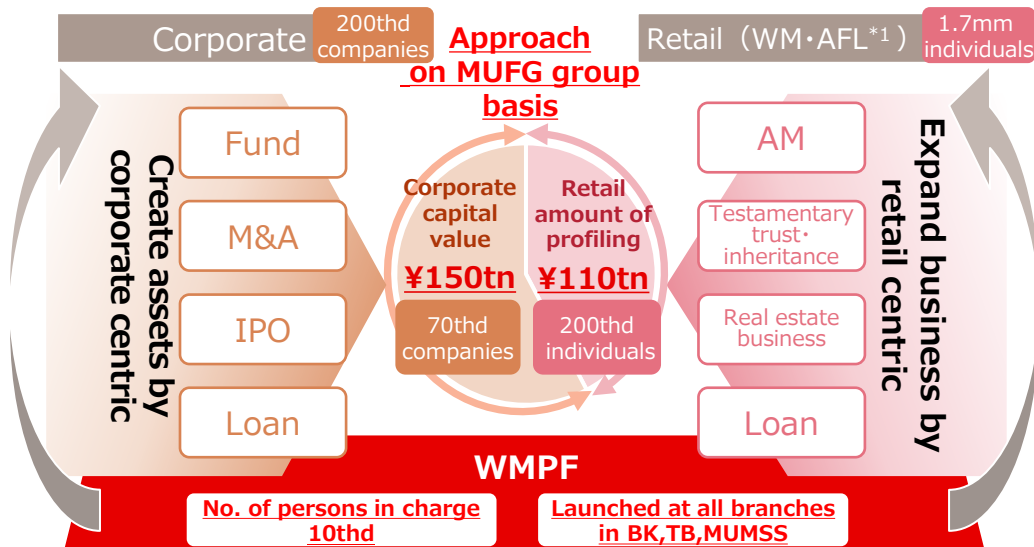 Corporate
200thd
companies
Approach
on MUFG group
basis
Retail (WM・AFL*1)
1.7mm
individuals
Create assets by
corporate centric
Fund
M&A
IPO
Loan
Corporate
capital
value
¥150tn
70thd
companies
Retail
amount of
profiling
¥110tn
200thd
individuals
AM
Testamentary
trust・
inheritance
Real estate
business
Loan
Expand business by
retail centric
WMPF
No. of persons in charge
10thd
Launched at all branches
in BK,TB,MUMSS